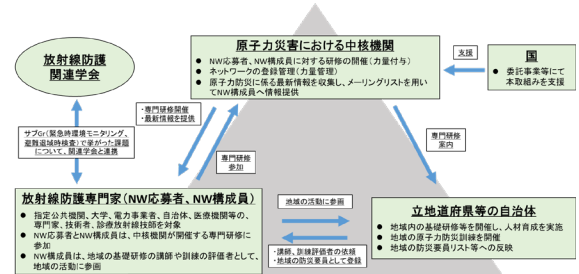 放射線防護
関連学会
原子力災害における中核機関
● NW応募者、NW構成員に対する研修の開催(力量付与)
● ネットワークの登録管理(力量管理)
● 原子力防災に係る最新情報を収集し、メーリングリストを用い
てNW構成員へ情報提供
支援
国
● 委託事業等にて
本取組みを支援
・専門研修開催
・最新情報を提供
サブGr(緊急時環境モニタリング、
避難退域時検査)で挙がった課題
について、関連学会と連携
専門研修
参加
専門研修
案内
放射線防護専門家(NW応募者、NW構成員)
● 指定公共機関、大学、電力事業者、自治体、医療機関等の、
専門家、技術者、診療放射線技師を対象
● NW応募者とNW構成員は、中核機関が開催する専門研修に
参加
● NW構成員は、地域の基礎研修の講師や訓練の評価者として、
地域の活動に参画
地域の活動に参画
・講師、訓練評価者の依頼
・地域の防災要員として登録
立地道府県等の自治体
● 地域内の基礎研修等を開催し、人材育成を実施
● 地域の原子力防災訓練を開催
● 地域の防災要員リスト等への反映